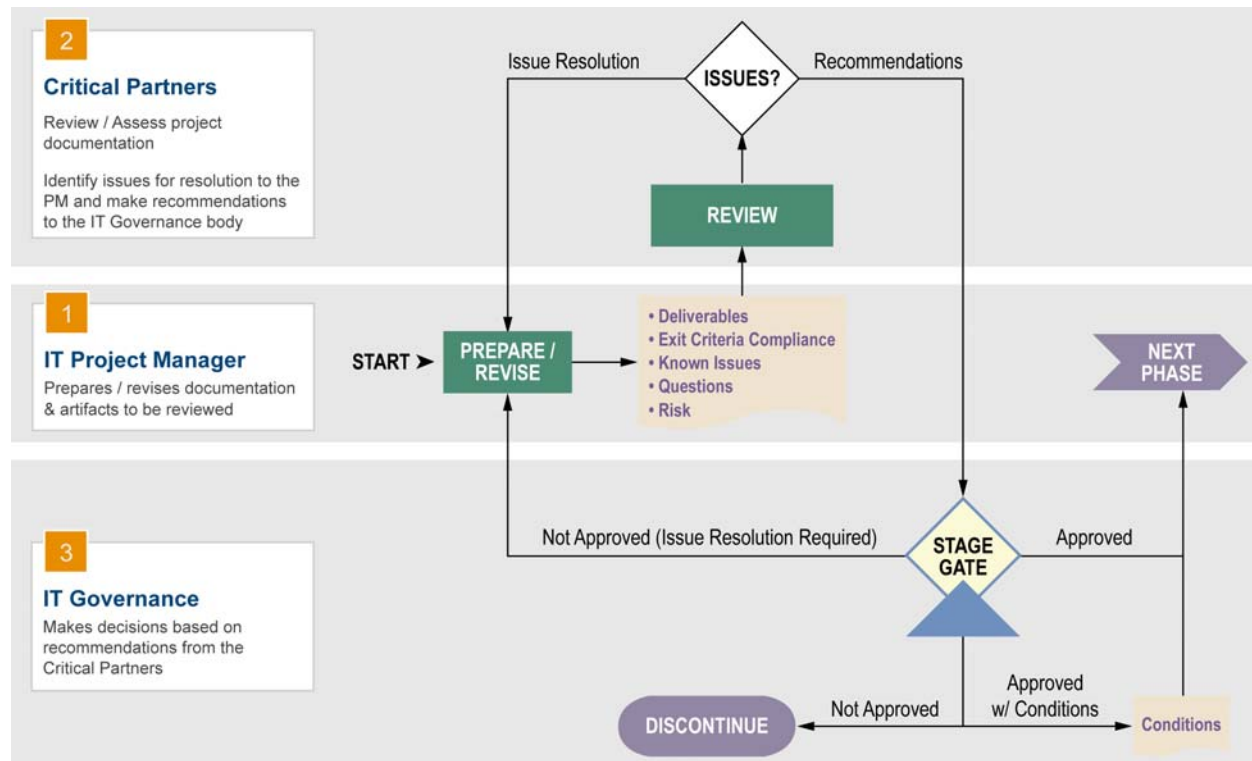 2
Critical Partners
Review / Assess project
documentation
Identify issues for resolution to the
PM and make recommendations
to the IT Governance body
Issue Resolution
ISSUES?
Recommendations
REVIEW
1
IT Project Manager
Prepares / revises documentation
& artifacts to be reviewed
START
PREPARE /
REVISE
• Deliverables
• Exit Criteria Compliance
• Known Issues
• Questions
• Risk
NEXT
PHASE
3
IT Governance
Makes decisions based on
recommendations from the
Critical Partners
Not Approved (Issue Resolution Required)
STAGE
GATE
Approved
DISCONTINUE
Not Approved
Approved
w/ Conditions
Conditions